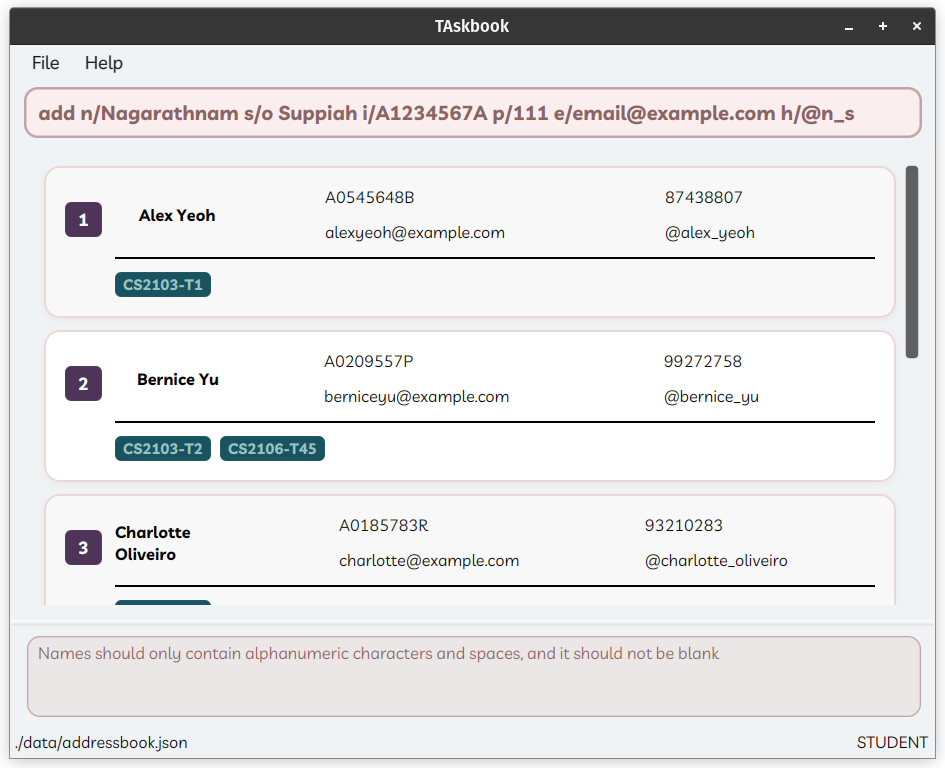 TAskbook
File Help
add n/Nagarathnam s/o Suppiah i/A1234567A p/111 e/email@example.com h/@n_s
1 Alex Yeoh A0545648B 87438807
alexyeoh@example.com @alex_yeoh
CS2103-T1
2 Bernice Yu A0209557P 99272758
berniceyu@example.com @bernice_yu
CS2103-T2 CS2106-T45
3 Charlotte Oliveiro A0185783R 93210283
charlotte@example.com @charlotte_oliveiro
Names should only contain alphanumeric characters and spaces, and it should not be blank
./data/addressbook.json STUDENT